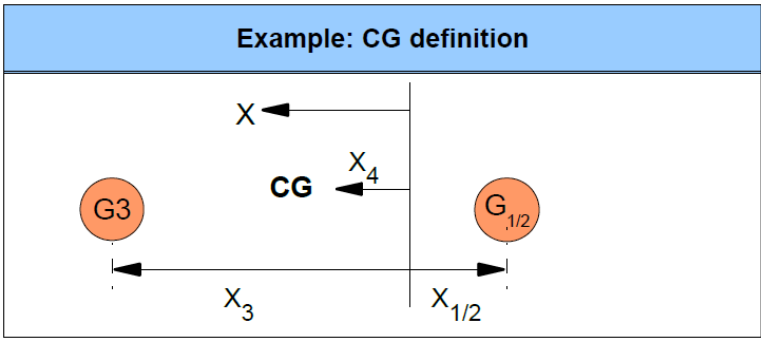 Example: CG definition
X
X4
CG
G3
G1/2
X3
X1/2